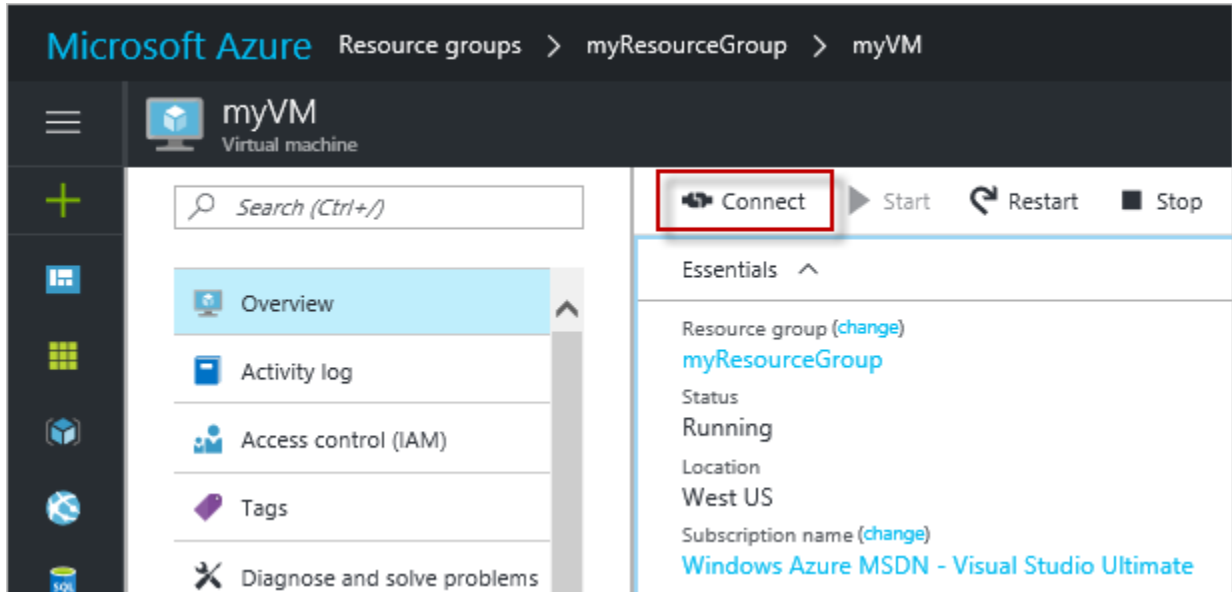 Microsoft Azure Resource groups > myResourceGroup > myVM
myVM
Virtual machine
Search (Ctrl+/)
Connect Start Restart Stop
Overview
Activity log
Access control (IAM)
Tags
Diagnose and solve problems
SQL
Essentials
Resource group (change)
myResourceGroup
Status
Running
Location
West US
Subscription name (change)
Windows Azure MSDN - Visual Studio Ultimate